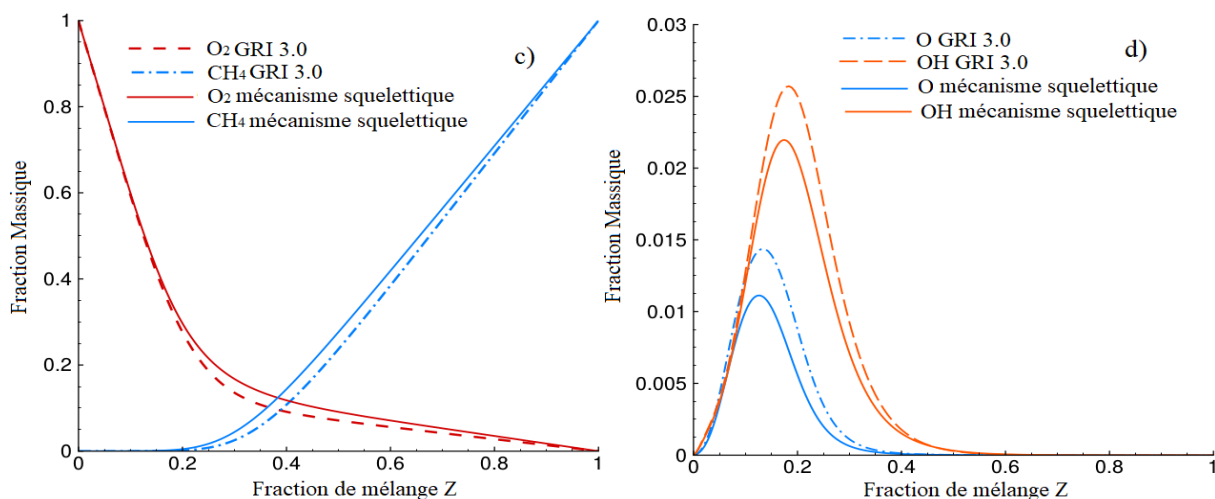 c)
O2 GRI 3.0
CH4 GRI 3.0
O2 mécanisme squelettique
CH4 mécanisme squelettique
Fraction Massique
1
0.8
0.6
0.4
0.2
0
0 0.2 0.4 0.6 0.8 1
Fraction de mélange Z
d)
O GRI 3.0
OH GRI 3.0
O mécanisme squelettique
OH mécanisme squelettique
Fraction Massique
0.03
0.025
0.02
0.015
0.01
0.005
0
0 0.2 0.4 0.6 0.8 1
Fraction de mélange Z